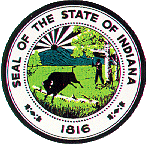 SEAL OF THE STATE OF INDIANA
1816